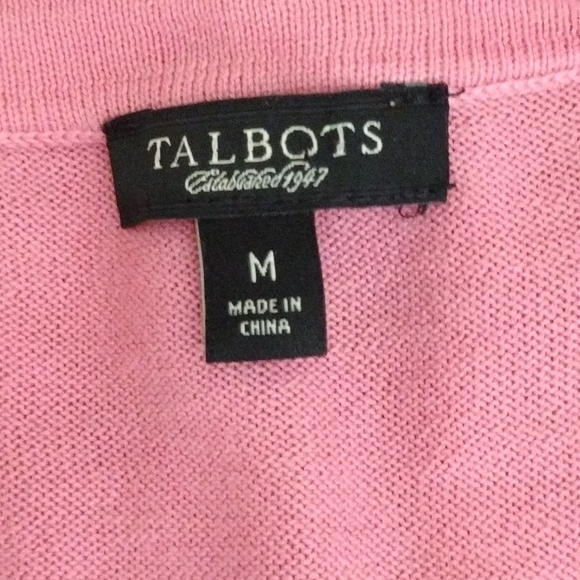 TALBOTS
Established 1947
M
MADE IN
CHINA